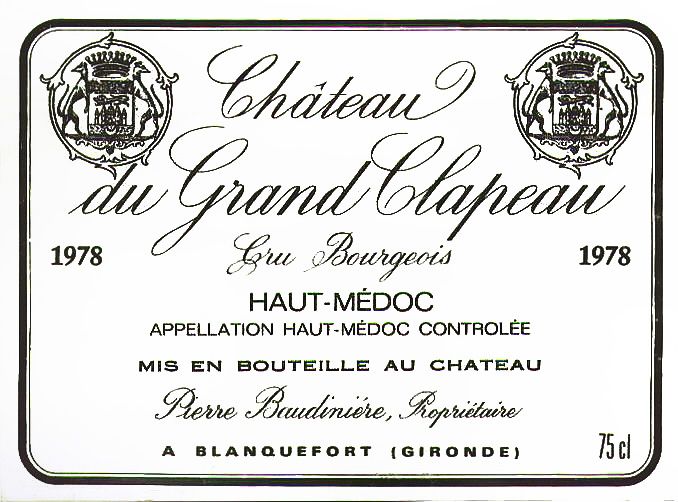 Château
du Grand Clapeau
1978 Cru Bourgeois 1978
HAUT-MÉDOC
APPELLATION HAUT-MÉDOC CONTROLÉE
MIS EN BOUTEILLE AU CHATEAU
Pierre Baudiniére, Propriétaire
A BLANQUEFORT (GIRONDE) 75 cl